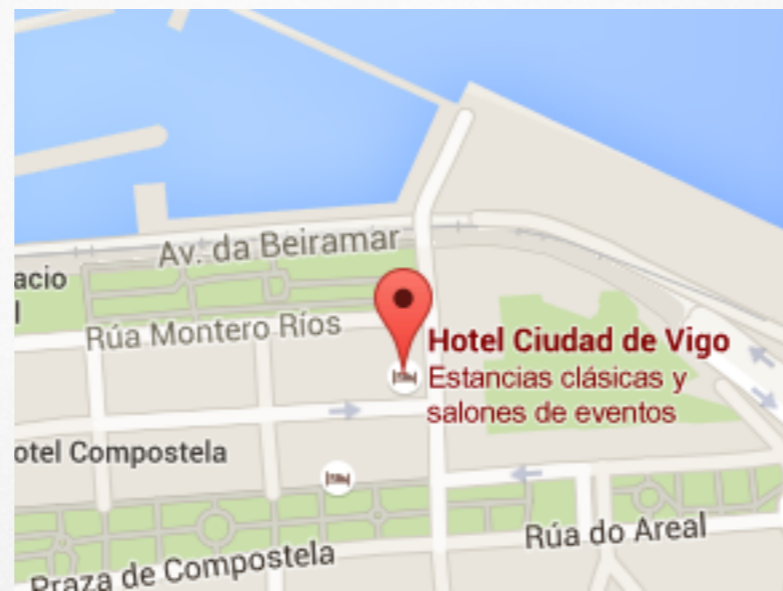 Av. da Beiramar
acio
l
Rúa Montero Ríos
Hotel Ciudad de Vigo
Estancias clásicas y
salones de eventos
otel Compostela
Rúa do Areal
Praza de Compostela